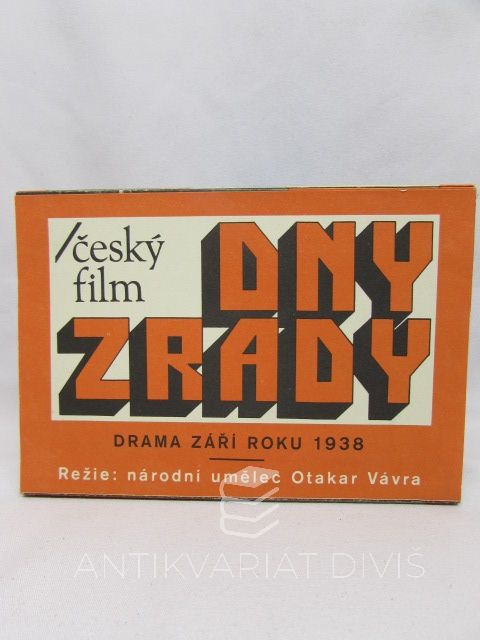 /český
film
DNY
ZRADY
DRAMA ZÁŘÍ ROKU 1938
Režie: národní umělec Otakar Vávra
ANTIKVARIÁT DIVIŠ